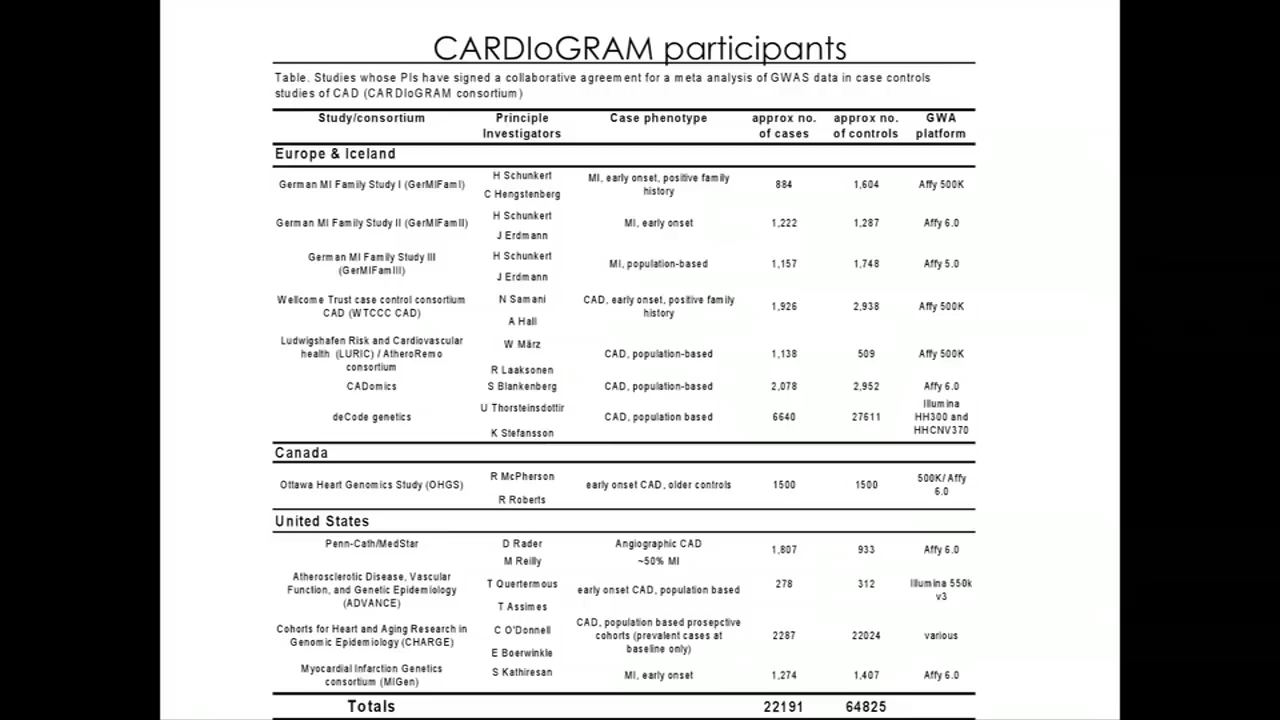 CARDIoGRAM participants
Table. Studies whose PIs have signed a collaborative agreement for a meta analysis of GWAS data in case controls
studies of CAD (CARDIoGRAM consortium)
Study/consortium Principle Investigators Case phenotype approx no. of cases approx no. of controls GWA platform
Europe & Iceland
German MI Family Study I (GerMIFamI) H Schunkert C Hengstenberg MI, early onset, positive family history 884 1,604 Affy 500K
German MI Family Study II (GerMIFamII) H Schunkert J Erdmann MI, early onset 1,222 1,287 Affy 6.0
German MI Family Study III (GerMIFamIII) H Schunkert J Erdmann MI, population-based 1,157 1,748 Affy 5.0
Wellcome Trust case control consortium CAD (WTCCC CAD) N Samani A Hall CAD, early onset, positive family history 1,926 2,938 Affy 500K
Ludwigshafen Risk and Cardiovascular health (LURIC) / AtheroRemo consortium W März R Laaksonen CAD, population-based 1,138 509 Affy 500K
CADomics S Blankenberg CAD, population-based 2,078 2,952 Affy 6.0
deCode genetics U Thorsteinsdottir K Stefansson CAD, population based 6640 27611 Illumina HH300 and HHCNV370
Canada
Ottawa Heart Genomics Study (OHGS) R McPherson R Roberts early onset CAD, older controls 1500 1500 500K/ Affy 6.0
United States
Penn-Cath/MedStar D Rader M Reilly Angiographic CAD ~50% MI 1,807 933 Affy 6.0
Atherosclerotic Disease, Vascular Function, and Genetic Epidemiology (ADVANCE) T Quertermous T Assimes early onset CAD, population based 278 312 Illumina 550k v3
Cohorts for Heart and Aging Research in Genomic Epidemiology (CHARGE) C O'Donnell E Boerwinkle CAD, population based prosepctive cohorts (prevalent cases at baseline only) 2287 22024 various
Myocardial Infarction Genetics consortium (MIGen) S Kathiresan MI, early onset 1,274 1,407 Affy 6.0
Totals 22191 64825